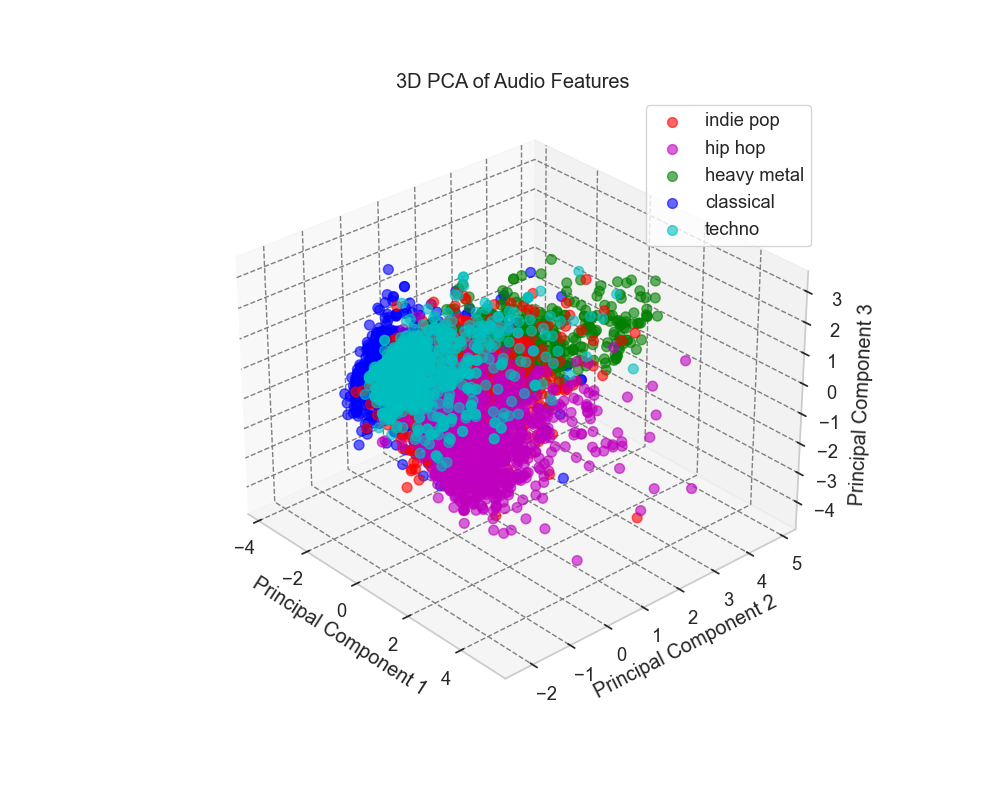 3D PCA of Audio Features
indie pop
hip hop
heavy metal
classical
techno
3
2
1
0
−1
−2
−3
−4
Principal Component 3
−4
−2
0
2
4
Principal Component 1
−2
−1
0
1
2
3
4
5
Principal Component 2